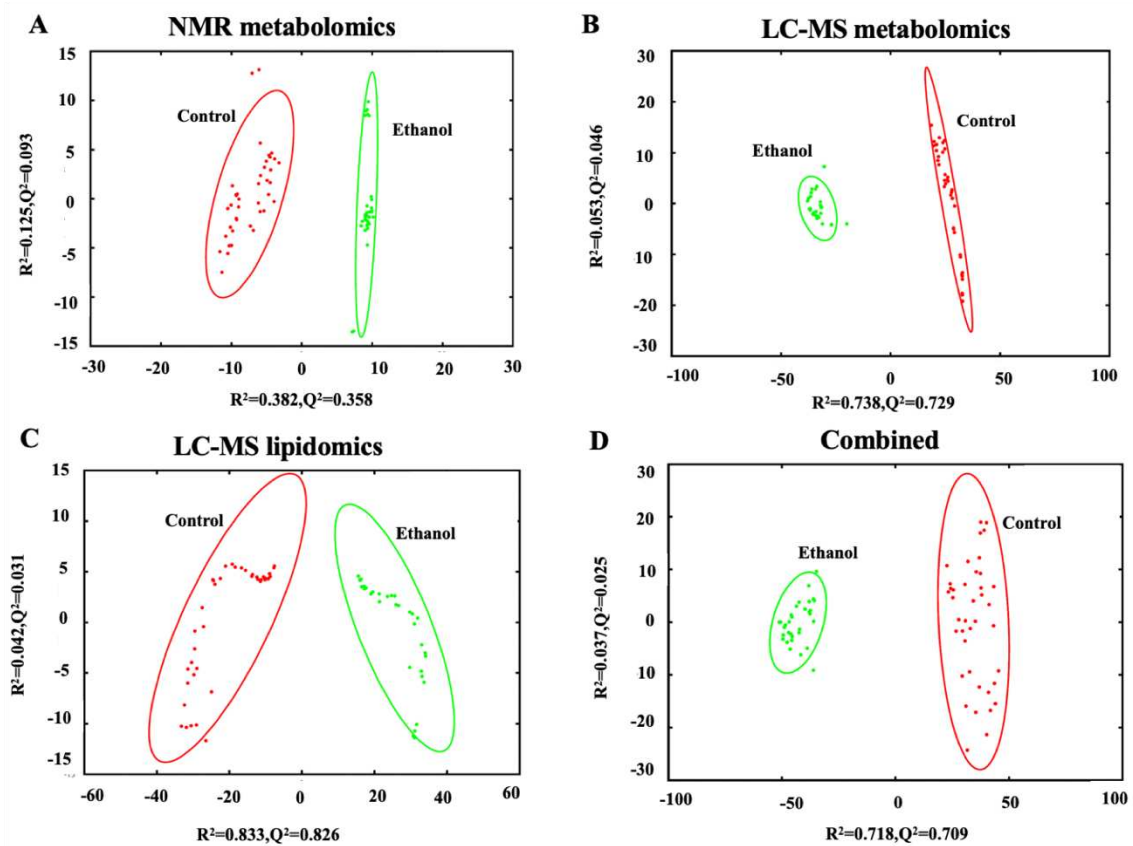 A
NMR metabolomics
15
10
5
0
-5
-10
-15
R²=0.125,Q²=0.093
Control
Ethanol
-30
-20
-10
0
10
20
30
R²=0.382,Q²=0.358
B
LC-MS metabolomics
30
20
10
0
10
-20
-30
R²=0.053,Q²=0.046
Ethanol
Control
-100
-50
0
50
100
R²=0.738,Q²=0.729
C
LC-MS lipidomics
15
10
5
0
-5
-10
-15
R²=0.042,Q²=0.031
Control
Ethanol
-60
-40
-20
0
20
40
60
R²=0.833,Q²=0.826
D
Combined
30
20
10
0
10
-20
-30
R²=0.037,Q²=0.025
Ethanol
Control
-100
-50
0
50
100
R²=0.718,Q²=0.709